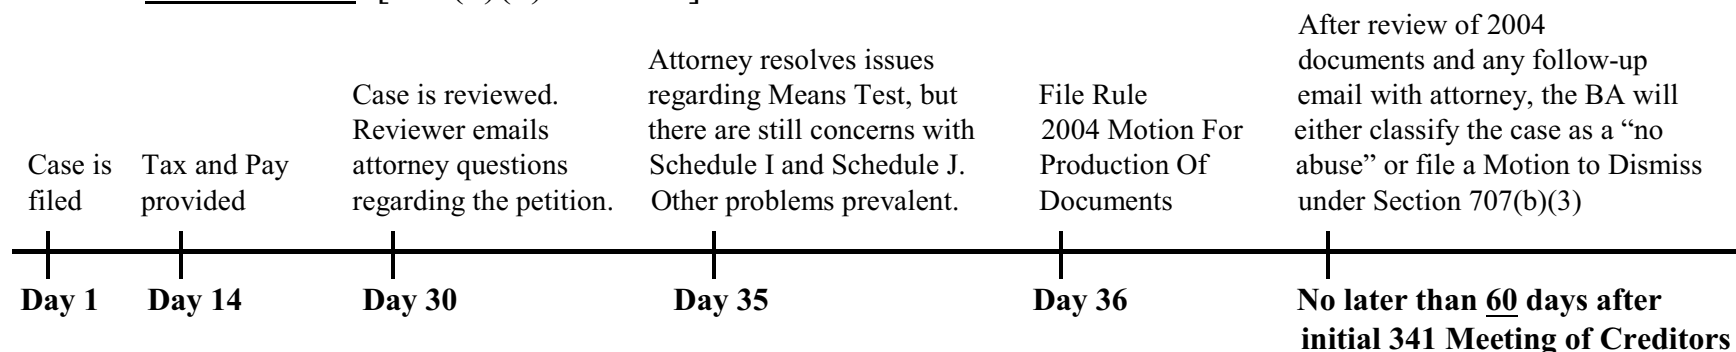 Case is
filed
Tax and Pay
provided
Case is reviewed.
Reviewer emails
attorney questions
regarding the petition.
Attorney resolves issues
regarding Means Test, but
there are still concerns with
Schedule I and Schedule J.
Other problems prevalent.
File Rule
2004 Motion For
Production Of
Documents
After review of 2004
documents and any follow-up
email with attorney, the BA will
either classify the case as a “no
abuse” or file a Motion to Dismiss
under Section 707(b)(3)
Day 1
Day 14
Day 30
Day 35
Day 36
No later than 60 days after
initial 341 Meeting of Creditors